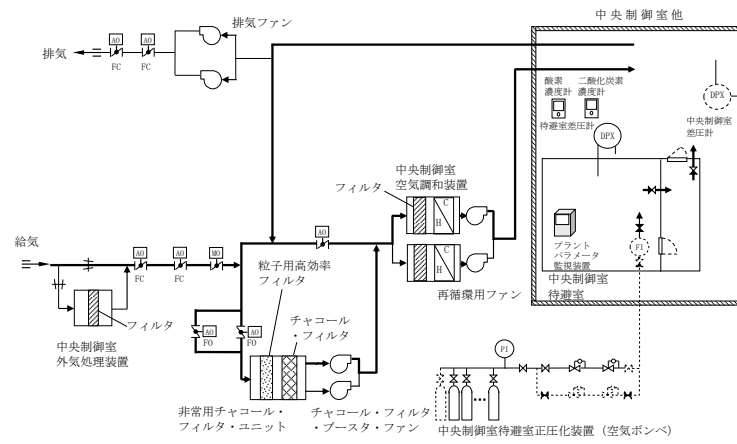 中央制御室他
排気ファン
排気
AO
AO
FC
FC
酸素
濃度計
二酸化炭素
濃度計
待避室差圧計
DPX
DPX
中央制御室
差圧計
中央制御室
空気調和装置
フィルタ
C
H
C
H
再循環用ファン
プラント
パラメータ
監視装置
FI
中央制御室
待避室
給気
AO
AO
MO
FC
FC
AO
フィルタ
中央制御室
外気処理装置
粒子用高効率
フィルタ
チャコール・
フィルタ
AO
FO
AO
FO
非常用チャコール・
フィルタ・ユニット
チャコール・フィルタ
・ブースタ・ファン
PI
中央制御室待避室正圧化装置（空気ボンベ）